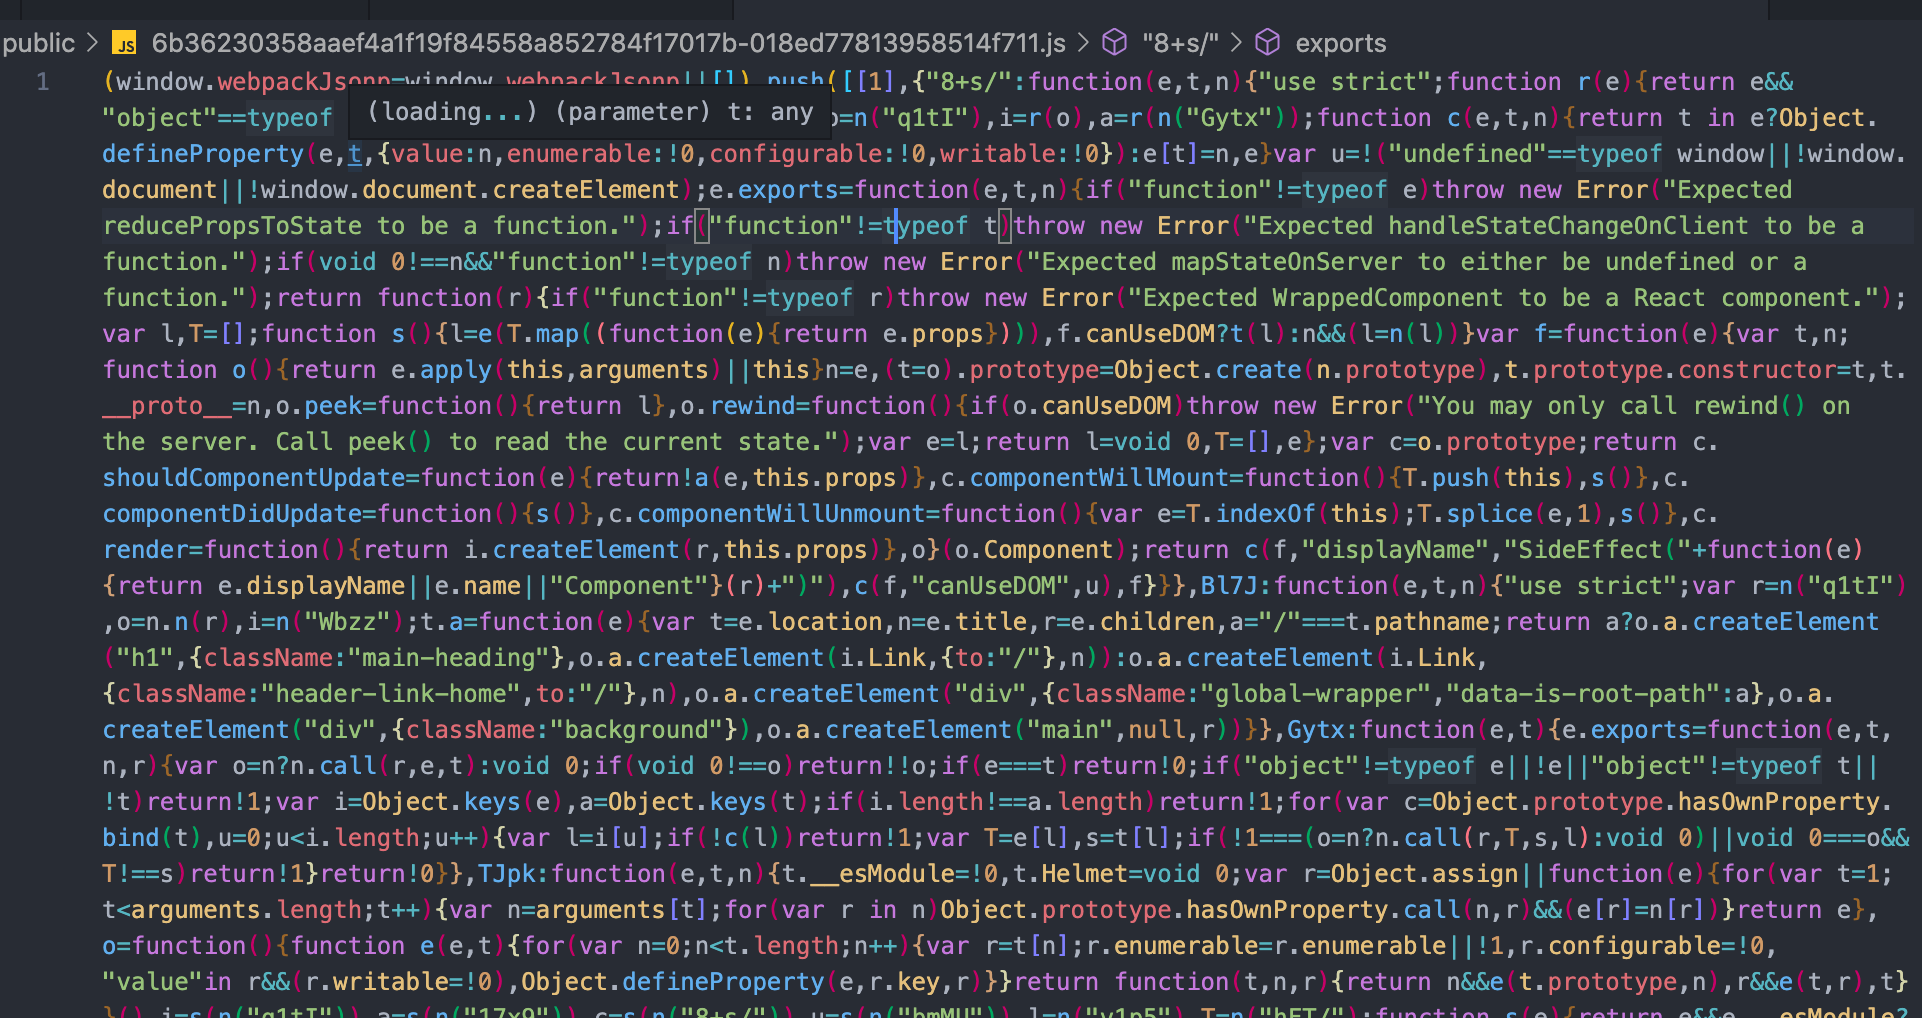 public > JS 6b36230358aaef4a1f19f84558a852784f17017b-018ed77813958514f711.js > "8+s/" > exports
1 (window.webpackJsonp=window.webpackJsonp||[]).push([[1],{"8+s/":function(e,t,n){"use strict";function r(e){return e&&
"object"==typeof (loading...) (parameter) t: any o=n("q1tI"),i=r(o),a=r(n("Gytx"));function c(e,t,n){return t in e?Object.
defineProperty(e,t,{value:n,enumerable:!0,configurable:!0,writable:!0}):e[t]=n,e}var u=!("undefined"==typeof window||!window.
document||!window.document.createElement);e.exports=function(e,t,n){if("function"!=typeof e)throw new Error("Expected
reducePropsToState to be a function.");if("function"!=typeof t)throw new Error("Expected handleStateChangeOnClient to be a
function.");if(void 0!==n&&"function"!=typeof n)throw new Error("Expected mapStateOnServer to either be undefined or a
function.");return function(r){if("function"!=typeof r)throw new Error("Expected WrappedComponent to be a React component.");
var l,T=[];function s(){l=e(T.map((function(e){return e.props}))),f.canUseDOM?t(l):n&&(l=n(l))}var f=function(e){var t,n;
function o(){return e.apply(this,arguments)||this}n=e,(t=o).prototype=Object.create(n.prototype),t.prototype.constructor=t,t.
__proto__=n,o.peek=function(){return l},o.rewind=function(){if(o.canUseDOM)throw new Error("You may only call rewind() on
the server. Call peek() to read the current state.");var e=l;return l=void 0,T=[],e};var c=o.prototype;return c.
shouldComponentUpdate=function(e){return!a(e,this.props)},c.componentWillMount=function(){T.push(this),s()},c.
componentDidUpdate=function(){s()},c.componentWillUnmount=function(){var e=T.indexOf(this);T.splice(e,1),s()},c.
render=function(){return i.createElement(r,this.props)},o}(o.Component);return c(f,"displayName","SideEffect("+function(e)
{return e.displayName||e.name||"Component"}(r)+")"),c(f,"canUseDOM",u),f}}},Bl7J:function(e,t,n){"use strict";var r=n("q1tI")
,o=n.n(r),i=n("Wbzz");t.a=function(e){var t=e.location,n=e.title,r=e.children,a="/"===t.pathname;return a?o.a.createElement
("h1",{className:"main-heading"},o.a.createElement(i.Link,{to:"/"},n)):o.a.createElement(i.Link,
{className:"header-link-home",to:"/"},n),o.a.createElement("div",{className:"global-wrapper","data-is-root-path":a},o.a.
createElement("div",{className:"background"}),o.a.createElement("main",null,r))}},Gytx:function(e,t){e.exports=function(e,t,
n,r){var o=n?n.call(r,e,t):void 0;if(void 0!==o)return!!o;if(e===t)return!0;if("object"!=typeof e||!e||"object"!=typeof t||
!t)return!1;var i=Object.keys(e),a=Object.keys(t);if(i.length!==a.length)return!1;for(var c=Object.prototype.hasOwnProperty.
bind(t),u=0;u<i.length;u++){var l=i[u];if(!c(l))return!1;var T=e[l],s=t[l];if(!1===(o=n?n.call(r,T,s,l):void 0)||void 0===o&&
T!==s)return!1}return!0}},TJpk:function(e,t,n){t.__esModule=!0,t.Helmet=void 0;var r=Object.assign||function(e){for(var t=1;
t<arguments.length;t++){var n=arguments[t];for(var r in n)Object.prototype.hasOwnProperty.call(n,r)&&(e[r]=n[r])}return e},
o=function(){function e(e,t){for(var n=0;n<t.length;n++){var r=t[n];r.enumerable=r.enumerable||!1,r.configurable=!0,
"value"in r&&(r.writable=!0),Object.defineProperty(e,r.key,r)}}return function(t,n,r){return n&&e(t.prototype,n),r&&e(t,r),t}
}(),i=s(n("q1tI")),a=s(n("17x9")),c=s(n("8+s/")),u=s(n("bmMU")),l=n("v1p5"),T=n("hFT/");function s(e){return e&&e.__esModule?